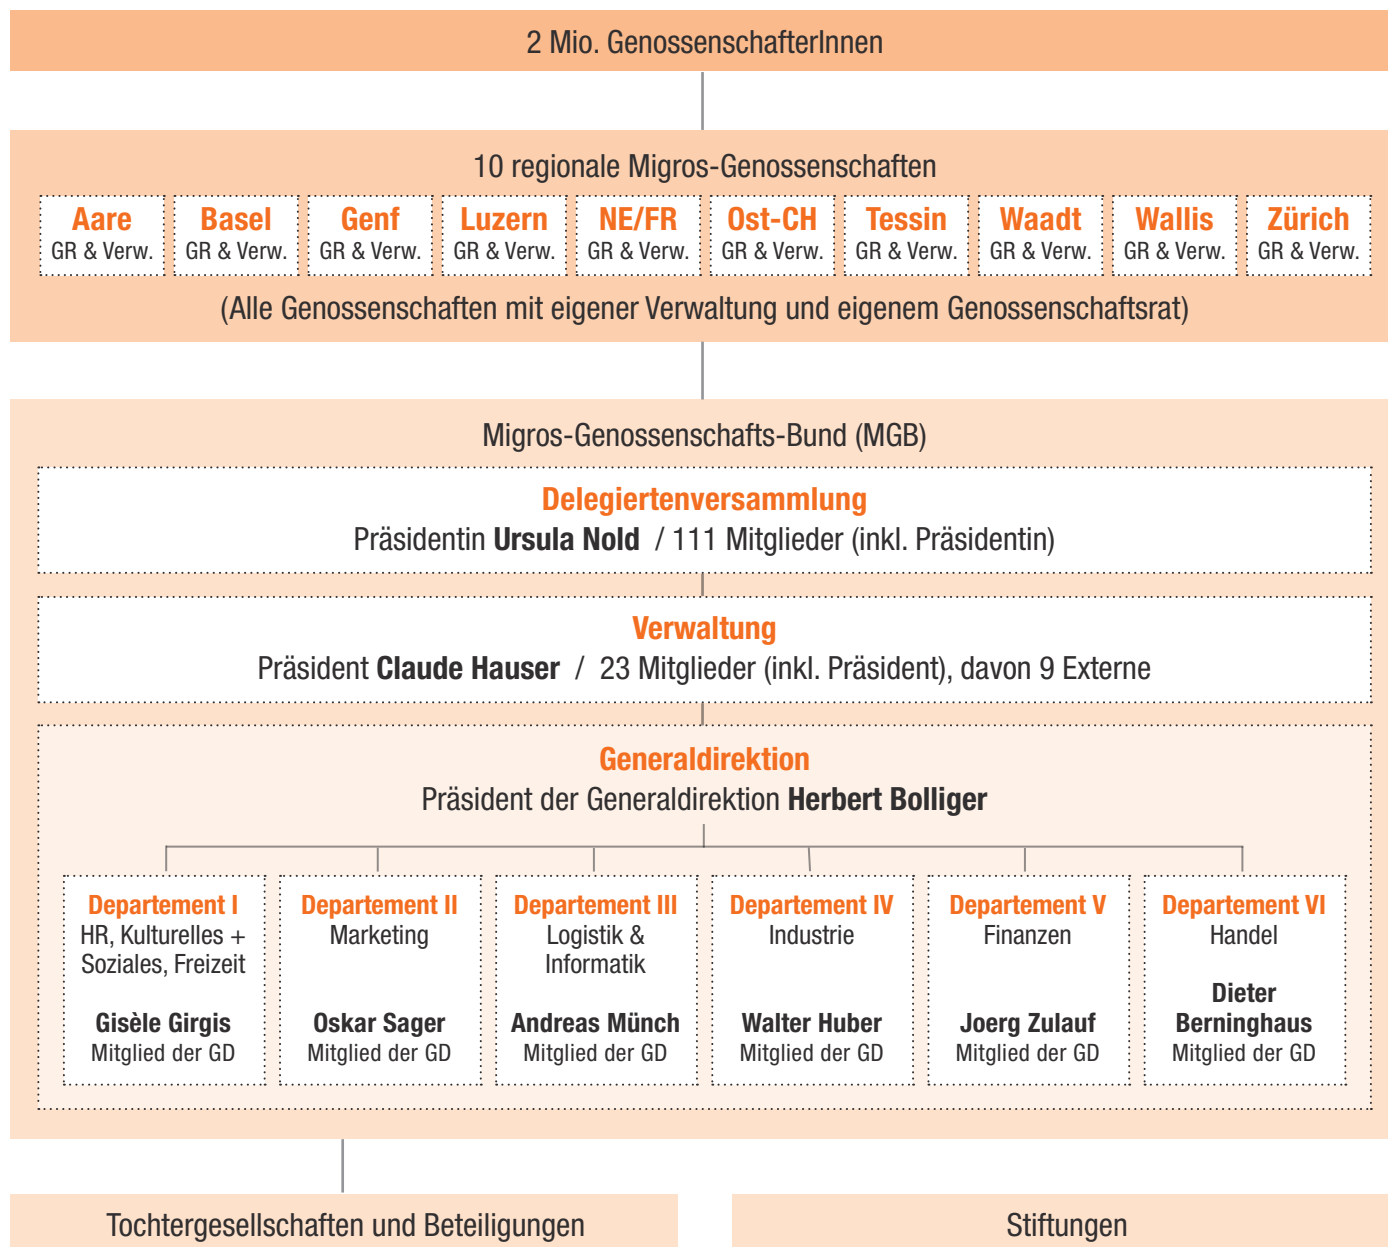 2 Mio. GenossenschafterInnen
10 regionale Migros-Genossenschaften
Aare
GR & Verw.
Basel
GR & Verw.
Genf
GR & Verw.
Luzern
GR & Verw.
NE/FR
GR & Verw.
Ost-CH
GR & Verw.
Tessin
GR & Verw.
Waadt
GR & Verw.
Wallis
GR & Verw.
Zürich
GR & Verw.
(Alle Genossenschaften mit eigener Verwaltung und eigenem Genossenschaftsrat)
Migros-Genossenschafts-Bund (MGB)
Delegiertenversammlung
Präsidentin Ursula Nold / 111 Mitglieder (inkl. Präsidentin)
Verwaltung
Präsident Claude Hauser / 23 Mitglieder (inkl. Präsident), davon 9 Externe
Generaldirektion
Präsident der Generaldirektion Herbert Bolliger
Departement I
HR, Kulturelles +
Soziales, Freizeit
Gisèle Girgis
Mitglied der GD
Departement II
Marketing
Oskar Sager
Mitglied der GD
Departement III
Logistik &
Informatik
Andreas Münch
Mitglied der GD
Departement IV
Industrie
Walter Huber
Mitglied der GD
Departement V
Finanzen
Joerg Zulauf
Mitglied der GD
Departement VI
Handel
Dieter
Berninghaus
Mitglied der GD
Tochtergesellschaften und Beteiligungen
Stiftungen